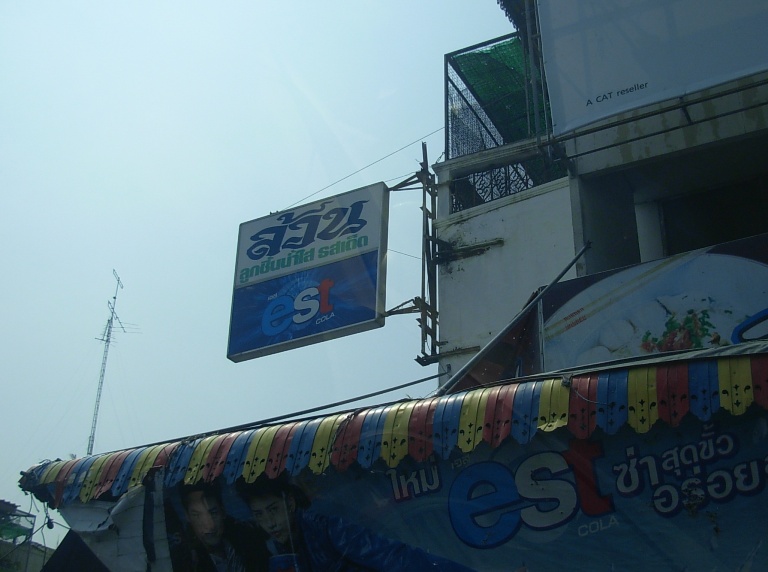 A CAT reseller
ล้วน
ลูกชิ้นน้ำใส รสเด็ด
est
COLA
ใหม่
est
COLA
ซ่าสุดขั้ว
อร่อย